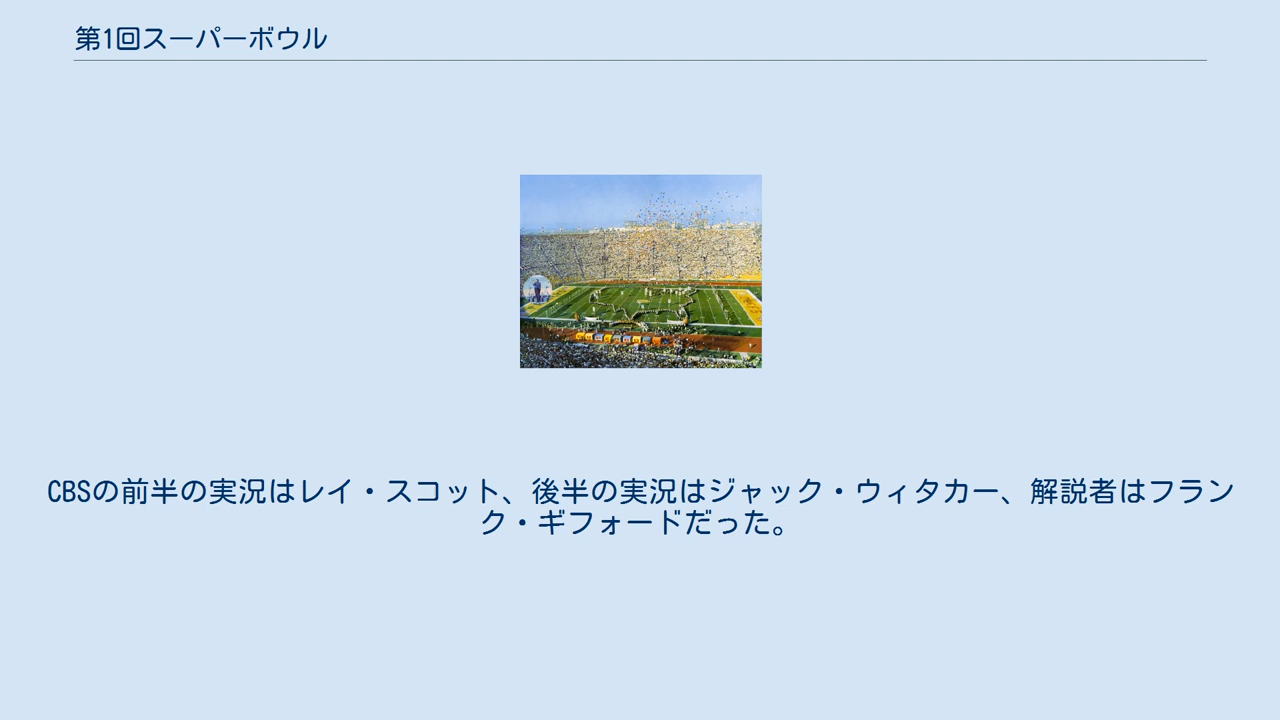 第1回スーパーボウル
CBSの前半の実況はレイ・スコット、後半の実況はジャック・ウィタカー、解説者はフラン
ク・ギフォードだった。